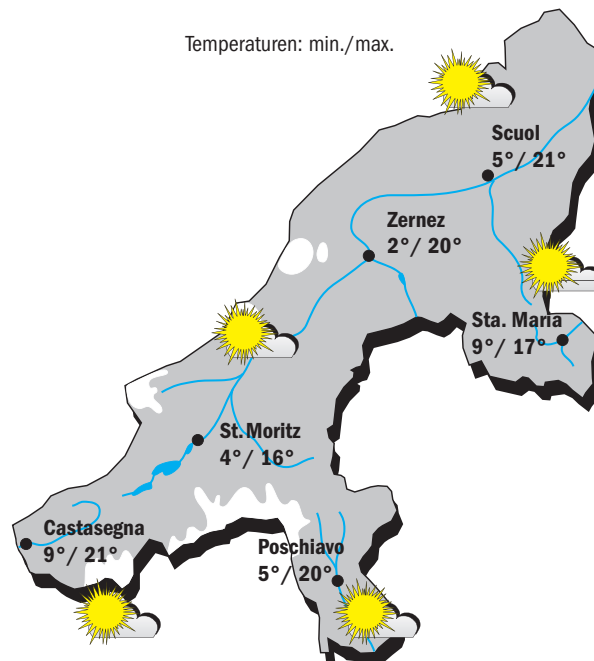 Temperaturen: min./max.
Scuol
5°/ 21°
Zernez
2°/ 20°
Sta. Maria
9°/ 17°
St. Moritz
4°/ 16°
Castasegna
9°/ 21°
Poschiavo
5°/ 20°